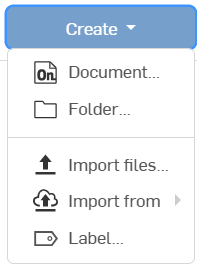 Create
On Document...
Folder...
Import files...
Import from
Label...